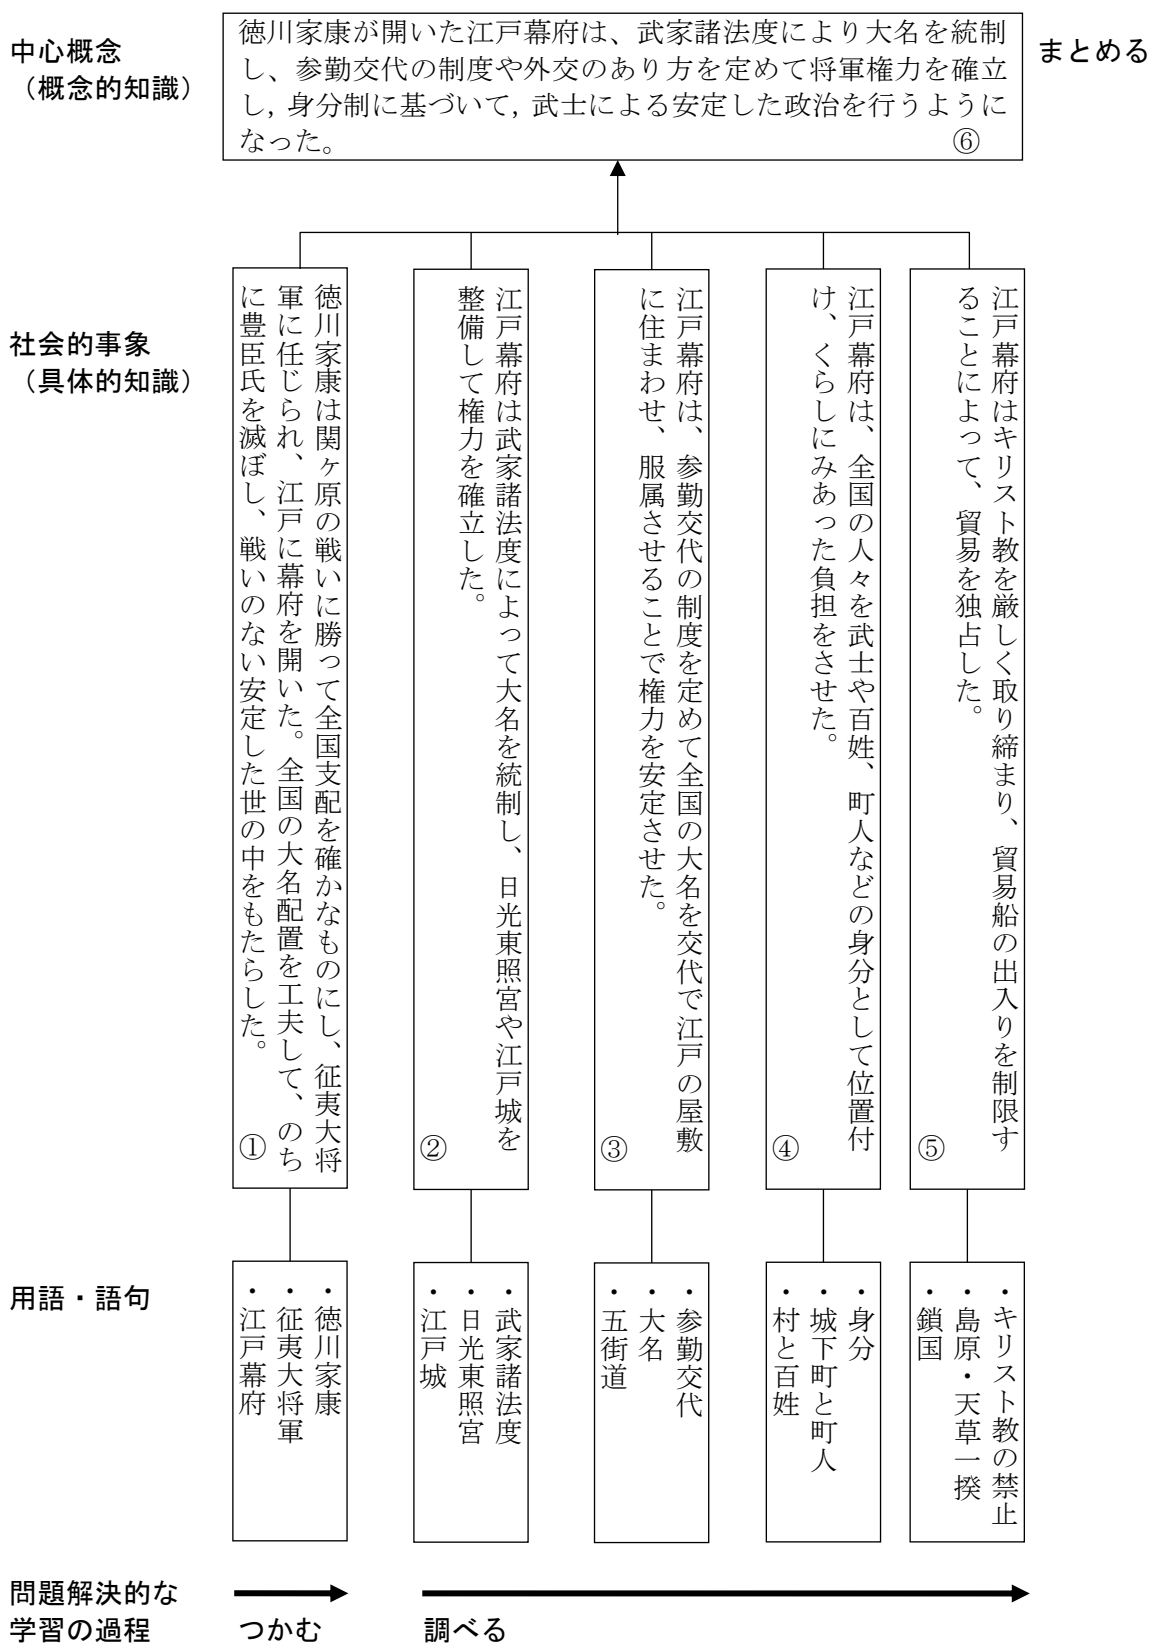 中心概念
（概念的知識）
徳川家康が開いた江戸幕府は、武家諸法度により大名を統制
し、参勤交代の制度や外交のあり方を定めて将軍権力を確立
し，身分制に基づいて，武士による安定した政治を行うように
なった。　⑥
まとめる
社会的事象
（具体的知識）
徳川家康は関ヶ原の戦いに勝って全国支配を確かなものにし、征夷大将
軍に任じられ、江戸に幕府を開いた。全国の大名配置を工夫して、のち
に豊臣氏を滅ぼし、戦いのない安定した世の中をもたらした。
①
江戸幕府は武家諸法度によって大名を統制し、日光東照宮や江戸城を
整備して権力を確立した。
②
江戸幕府は、参勤交代の制度を定めて全国の大名を交代で江戸の屋敷
に住まわせ、服属させることで権力を安定させた。
③
江戸幕府は、全国の人々を武士や百姓、町人などの身分として位置付
け、くらしにみあった負担をさせた。
④
江戸幕府はキリスト教を厳しく取り締まり、貿易船の出入りを制限す
ることによって、貿易を独占した。
⑤
用語・語句
・徳川家康
・征夷大将軍
・江戸幕府
・武家諸法度
・日光東照宮
・江戸城
・参勤交代
・大名
・五街道
・身分
・城下町と町人
・村と百姓
・キリスト教の禁止
・島原・天草一揆
・鎖国
問題解決的な
学習の過程
つかむ
調べる